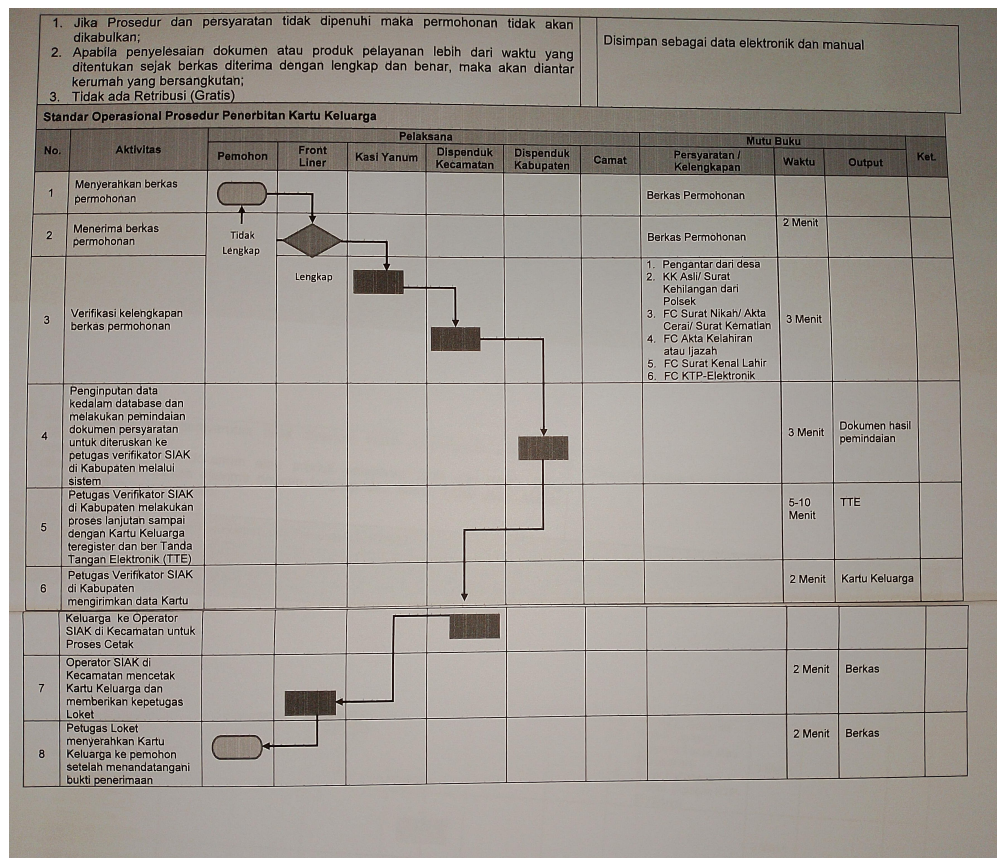 1. Jika Prosedur dan persyaratan tidak dipenuhi maka permohonan tidak akan
dikabulkan;
2. Apabila penyelesaian dokumen atau produk pelayanan lebih dari waktu yang
ditentukan sejak berkas diterima dengan lengkap dan benar, maka akan diantar
kerumah yang bersangkutan;
3. Tidak ada Retribusi (Gratis)
Disimpan sebagai data elektronik dan manual
Standar Operasional Prosedur Penerbitan Kartu Keluarga
No.
Aktivitas
Pelaksana
Mutu Buku
Ket.
Pemohon
Front
Liner
Kasi Yanum
Dispenduk
Kecamatan
Dispenduk
Kabupaten
Camat
Persyaratan /
Kelengkapan
Waktu
Output
1
Menyerahkan berkas
permohonan
Berkas Permohonan
2
Menerima berkas
permohonan
Tidak
Lengkap
Berkas Permohonan
2 Menit
3
Verifikasi kelengkapan
berkas permohonan
Lengkap
1. Pengantar dari desa
2. KK Asli/ Surat
Kehilangan dari
Polsek
3. FC Surat Nikah/ Akta
Cerai/ Surat Kematian
4. FC Akta Kelahiran
atau Ijazah
5. FC Surat Kenal Lahir
6. FC KTP-Elektronik
3 Menit
4
Penginputan data
kedalam database dan
melakukan pemindaian
dokumen persyaratan
untuk diteruskan ke
petugas verifikator SIAK
di Kabupaten melalui
sistem
3 Menit
Dokumen hasil
pemindaian
5
Petugas Verifikator SIAK
di Kabupaten melakukan
proses lanjutan sampai
dengan Kartu Keluarga
teregister dan ber Tanda
Tangan Elektronik (TTE)
5-10
Menit
TTE
6
Petugas Verifikator SIAK
di Kabupaten
mengirimkan data Kartu
2 Menit
Kartu Keluarga
Keluarga ke Operator
SIAK di Kecamatan untuk
Proses Cetak
7
Operator SIAK di
Kecamatan mencetak
Kartu Keluarga dan
memberikan kepetugas
Loket
2 Menit
Berkas
8
Petugas Loket
menyerahkan Kartu
Keluarga ke pemohon
setelah menandatangani
bukti penerimaan
2 Menit
Berkas